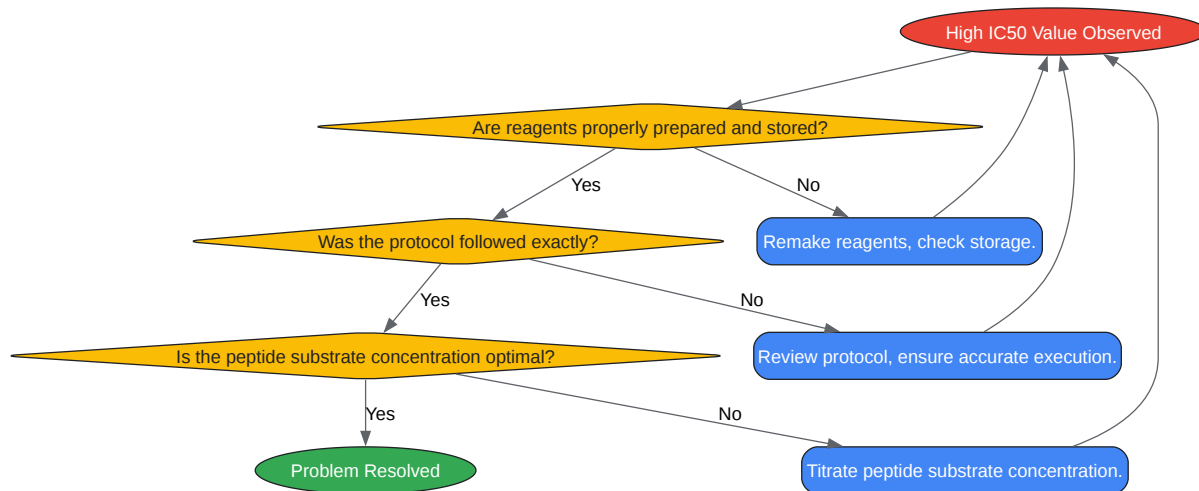 High IC50 Value Observed
Are reagents properly prepared and stored?
Yes
No
Was the protocol followed exactly?
Remake reagents, check storage.
Yes
No
Is the peptide substrate concentration optimal?
Review protocol, ensure accurate execution.
Yes
No
Problem Resolved
Titrate peptide substrate concentration.